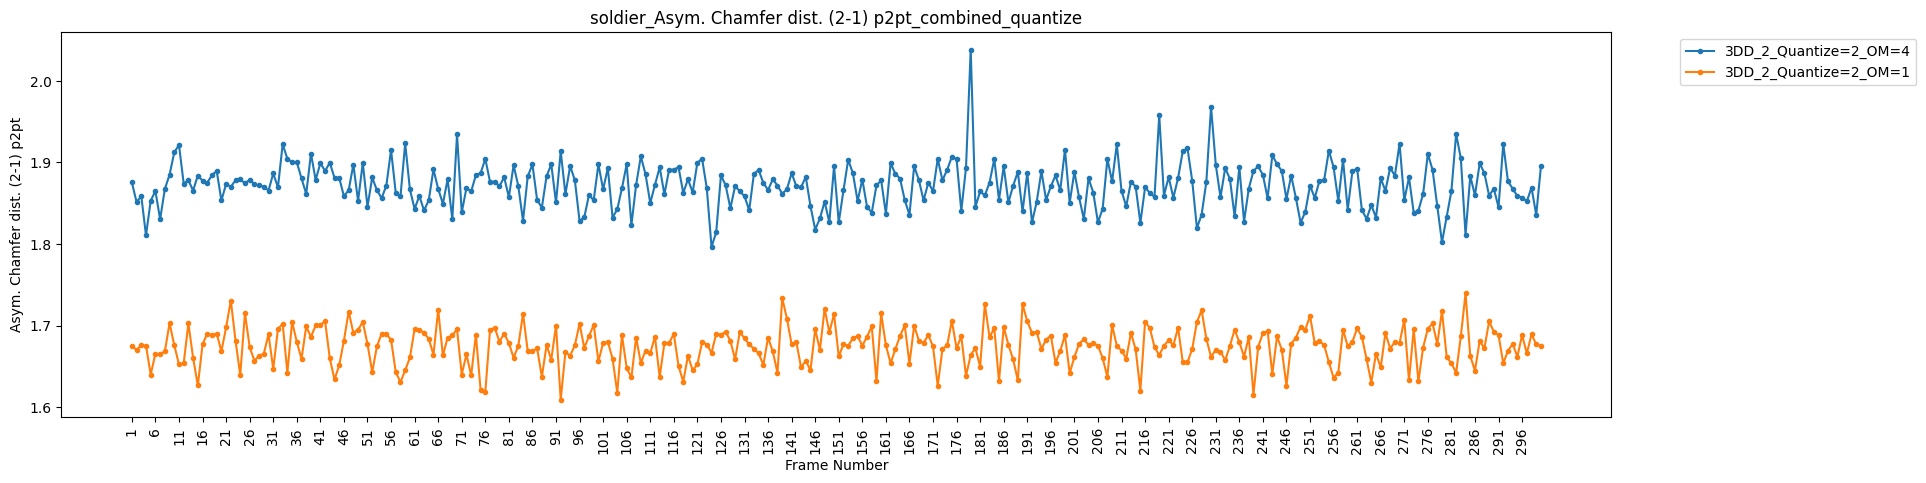 soldier_Asym. Chamfer dist. (2-1) p2pt_combined_quantize
3DD_2_Quantize=2_OM=4
3DD_2_Quantize=2_OM=1
Asym. Chamfer dist. (2-1) p2pt
2.0
1.9
1.8
1.7
1.6
1 6 11 16 21 26 31 36 41 46 51 56 61 66 71 76 81 86 91 96 101 106 111 116 121 126 131 136 141 146 151 156 161 166 171 176 181 186 191 196 201 206 211 216 221 226 231 236 241 246 251 256 261 266 271 276 281 286 291 296
Frame Number